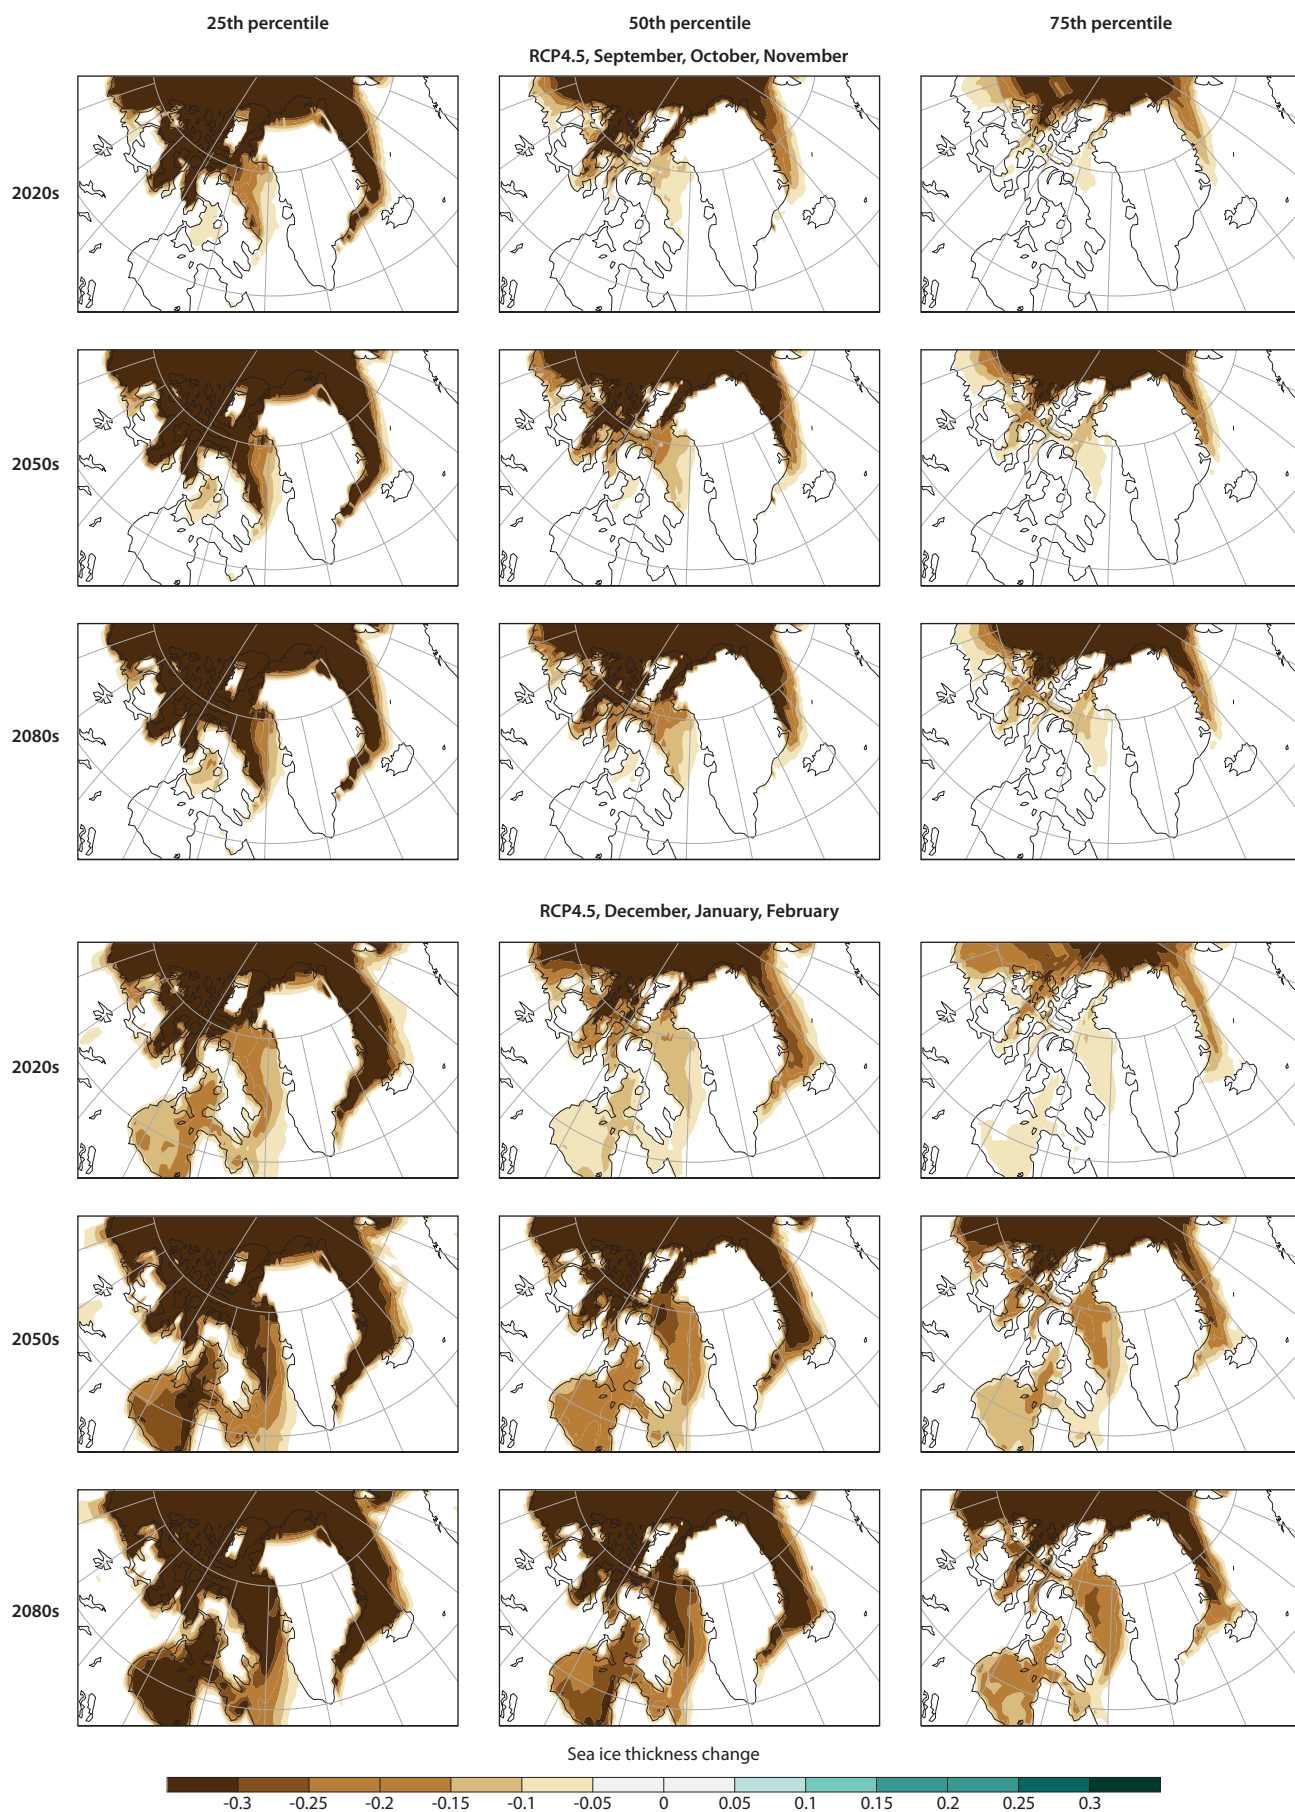 25th percentile 50th percentile 75th percentile
RCP4.5, September, October, November
2020s
2050s
2080s
RCP4.5, December, January, February
2020s
2050s
2080s
Sea ice thickness change
-0.3 -0.25 -0.2 -0.15 -0.1 -0.05 0 0.05 0.1 0.15 0.2 0.25 0.3